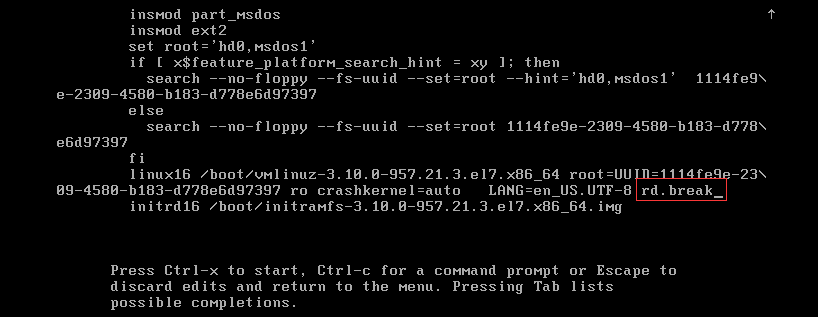 insmod part_msdos
insmod ext2
set root='hd0,msdos1'
if [ x$feature_platform_search_hint = xy ]; then
search --no-floppy --fs-uuid --set=root --hint='hd0,msdos1' 1114fe9\
e-2309-4580-b183-d778e6d97397
else
search --no-floppy --fs-uuid --set=root 1114fe9e-2309-4580-b183-d778\
e6d97397
fi
linux16 /boot/vmlinuz-3.10.0-957.21.3.el7.x86_64 root=UUID=1114fe9e-23\
09-4580-b183-d778e6d97397 ro crashkernel=auto   LANG=en_US.UTF-8 rd.break_
initrd16 /boot/initramfs-3.10.0-957.21.3.el7.x86_64.img
Press Ctrl-x to start, Ctrl-c for a command prompt or Escape to
discard edits and return to the menu. Pressing Tab lists
possible completions.